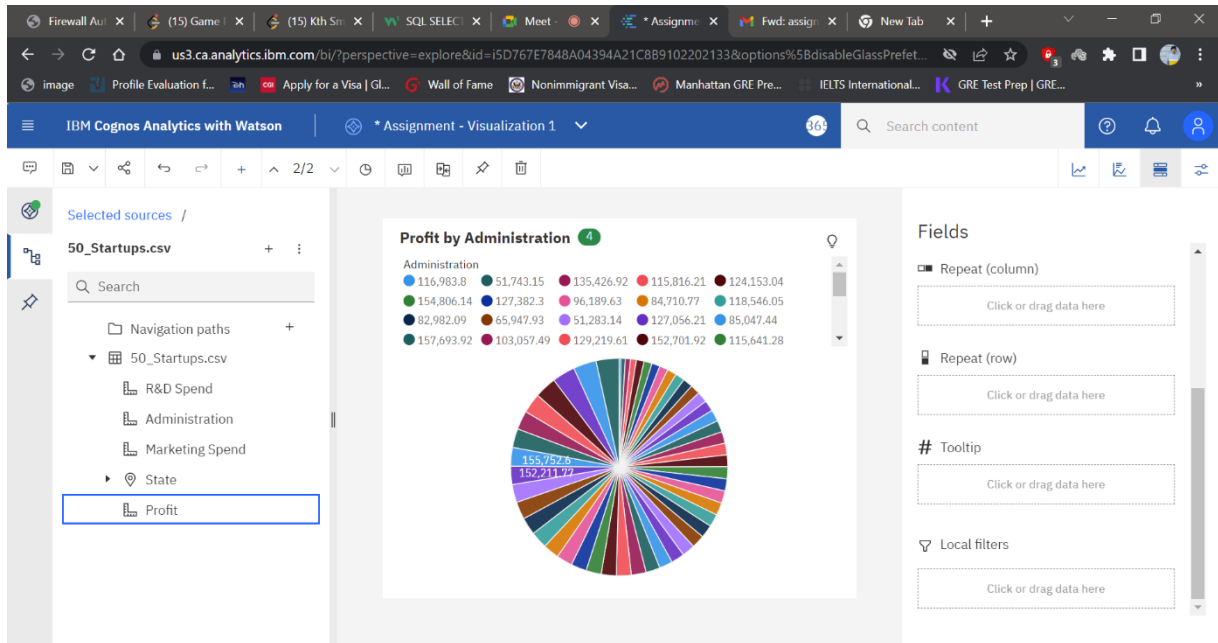 Firewall Aut
(15) Game
(15) Kth Sm
SQL SELECT
Meet -
* Assignme
Fwd: assign
New Tab
us3.ca.analytics.ibm.com/bi/?perspective=explore&id=i5D767E7848A04394A21C8B9102202133&options%5BdisableGlassPrefet...
3
image
Profile Evaluation f...
CGI
Apply for a Visa | Gl...
Wall of Fame
Nonimmigrant Visa...
Manhattan GRE Pre...
IELTS International...
GRE Test Prep | GRE...
»
IBM Cognos Analytics with Watson
* Assignment - Visualization 1
365
Search content
2/2
Selected sources /
50_Startups.csv
Search
Navigation paths
50_Startups.csv
R&D Spend
Administration
Marketing Spend
State
Profit
Profit by Administration 4
Administration
116,983.8 51,743.15 135,426.92 115,816.21 124,153.04
154,806.14 127,382.3 96,189.63 84,710.77 118,546.05
82,982.09 65,947.93 51,283.14 127,056.21 85,047.44
157,693.92 103,057.49 129,219.61 152,701.92 115,641.28
155,752.6
152,211.77
Fields
Repeat (column)
Click or drag data here
Repeat (row)
Click or drag data here
# Tooltip
Click or drag data here
Local filters
Click or drag data here